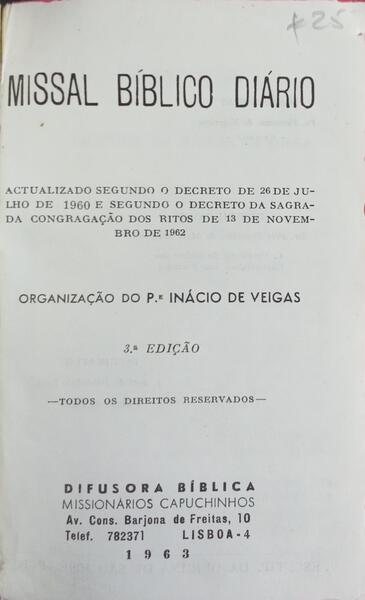 *25
MISSAL BÍBLICO DIÁRIO
ACTUALIZADO SEGUNDO O DECRETO DE 26 DE JU-
LHO DE 1960 E SEGUNDO O DECRETO DA SAGRA-
DA CONGRAGAÇÃO DOS RITOS DE 13 DE NOVEM-
BRO DE 1962
ORGANIZAÇÃO DO P.E INÁCIO DE VEIGAS
3.ª EDIÇÃO
—TODOS OS DIREITOS RESERVADOS—
DIFUSORA BÍBLICA
MISSIONÁRIOS CAPUCHINHOS
Av. Cons. Barjona de Freitas, 10
Telef. 782371 LISBOA-4
1963